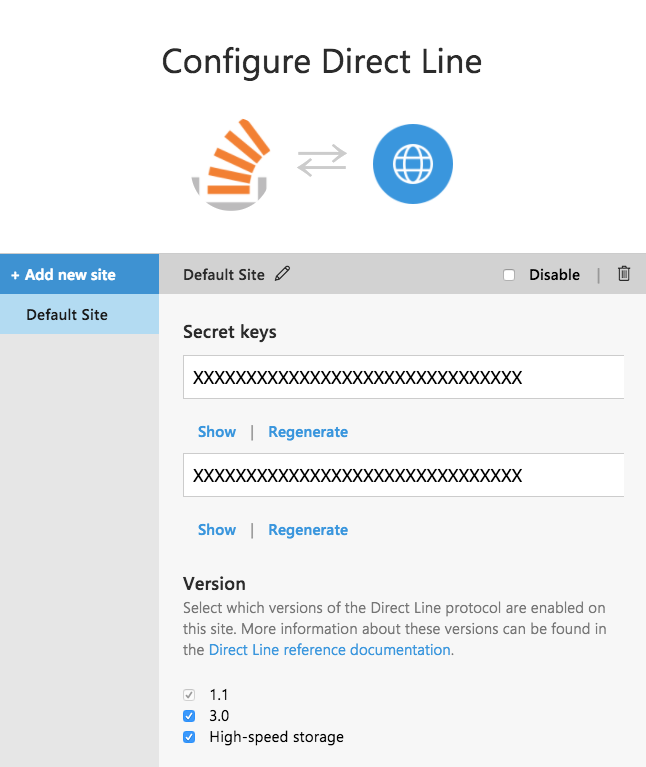 Configure Direct Line
+ Add new site
Default Site
Default Site
Disable
|
Secret keys
XXXXXXXXXXXXXXXXXXXXXXXXXXXXXXX
Show | Regenerate
XXXXXXXXXXXXXXXXXXXXXXXXXXXXXXX
Show | Regenerate
Version
Select which versions of the Direct Line protocol are enabled on
this site. More information about these versions can be found in
the Direct Line reference documentation.
1.1
3.0
High-speed storage